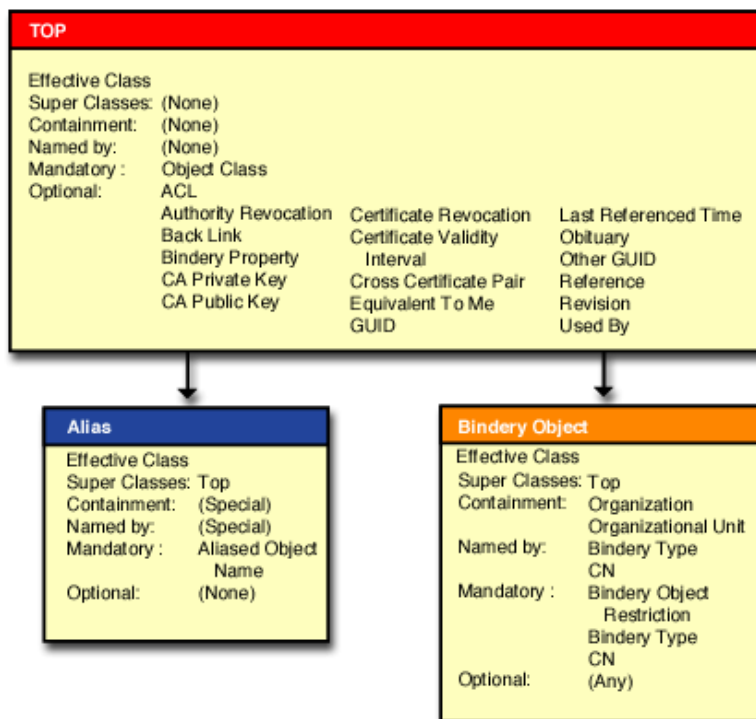 TOP
Effective Class
Super Classes: (None)
Containment: (None)
Named by: (None)
Mandatory : Object Class
Optional: ACL
Authority Revocation Certificate Revocation Last Referenced Time
Back Link Certificate Validity Obituary
Bindery Property Interval Other GUID
CA Private Key Cross Certificate Pair Reference
CA Public Key Equivalent To Me Revision
GUID Used By
Alias
Effective Class
Super Classes: Top
Containment: (Special)
Named by: (Special)
Mandatory : Aliased Object
Name
Optional: (None)
Bindery Object
Effective Class
Super Classes: Top
Containment: Organization
Organizational Unit
Named by: Bindery Type
CN
Mandatory : Bindery Object
Restriction
Bindery Type
CN
Optional: (Any)